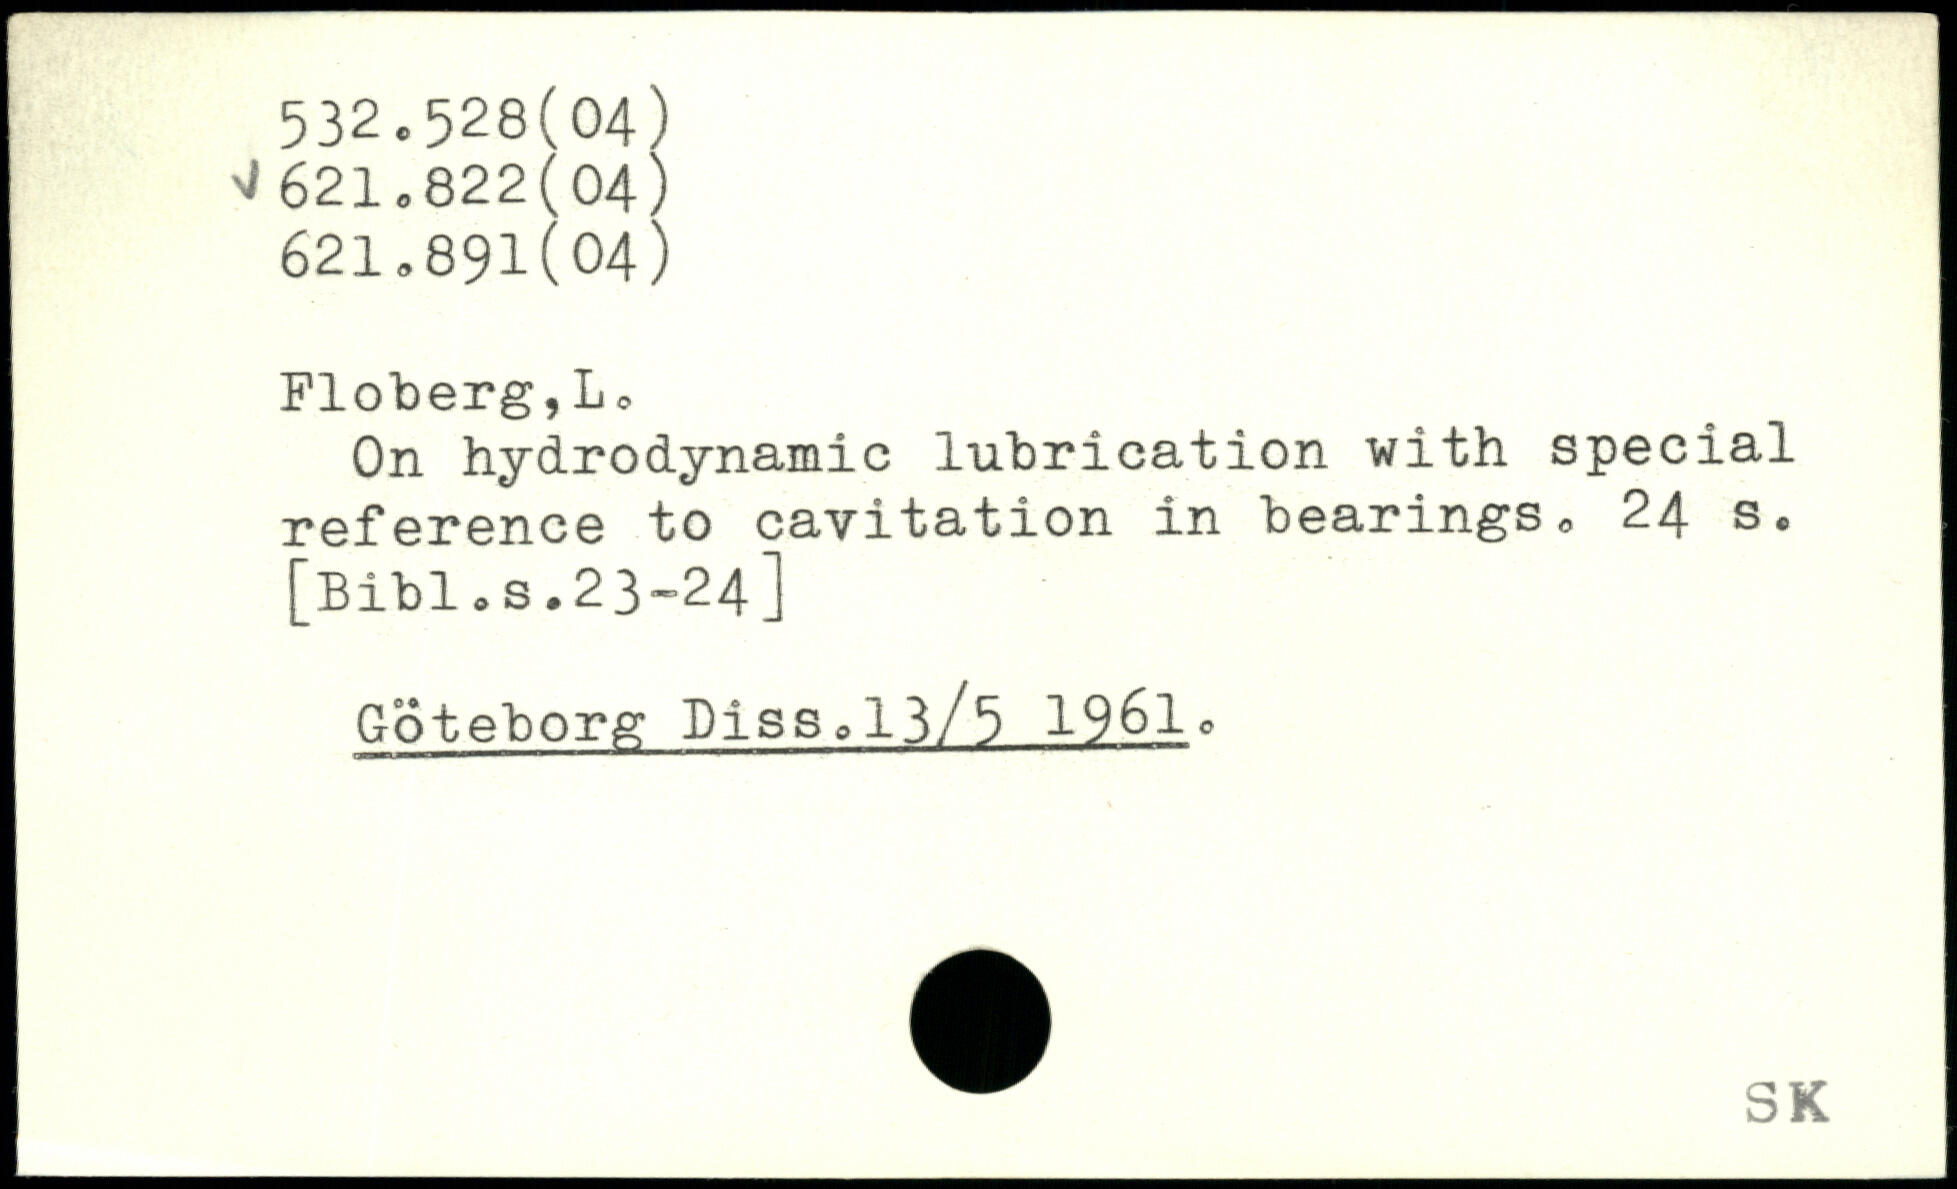 532.528(04)
621.822(04)
621.891(04)
Floberg,L.
On hydrodynamic lubrication with special
reference to cavitation in bearings. 24 s.
[Bibl.s.23-24]
Göteborg Diss.13/5 1961.
SK